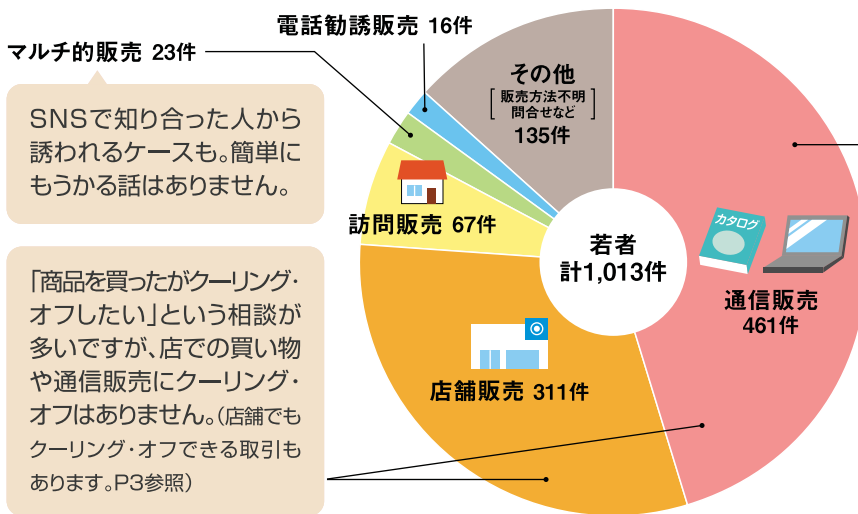 電話勧誘販売 16件
マルチ的販売 23件
SNSで知り合った人から
誘われるケースも。簡単に
もうかる話はありません。
その他
[販売方法不明
問合せなど]
135件
訪問販売 67件
「商品を買ったがクーリング・
オフしたい」という相談が
多いですが、店での買い物
や通信販売にクーリング・
オフはありません。(店舗でも
クーリング・オフできる取引も
あります。P3参照)
若者
計1,013件
カタログ
通信販売
461件
店舗販売 311件